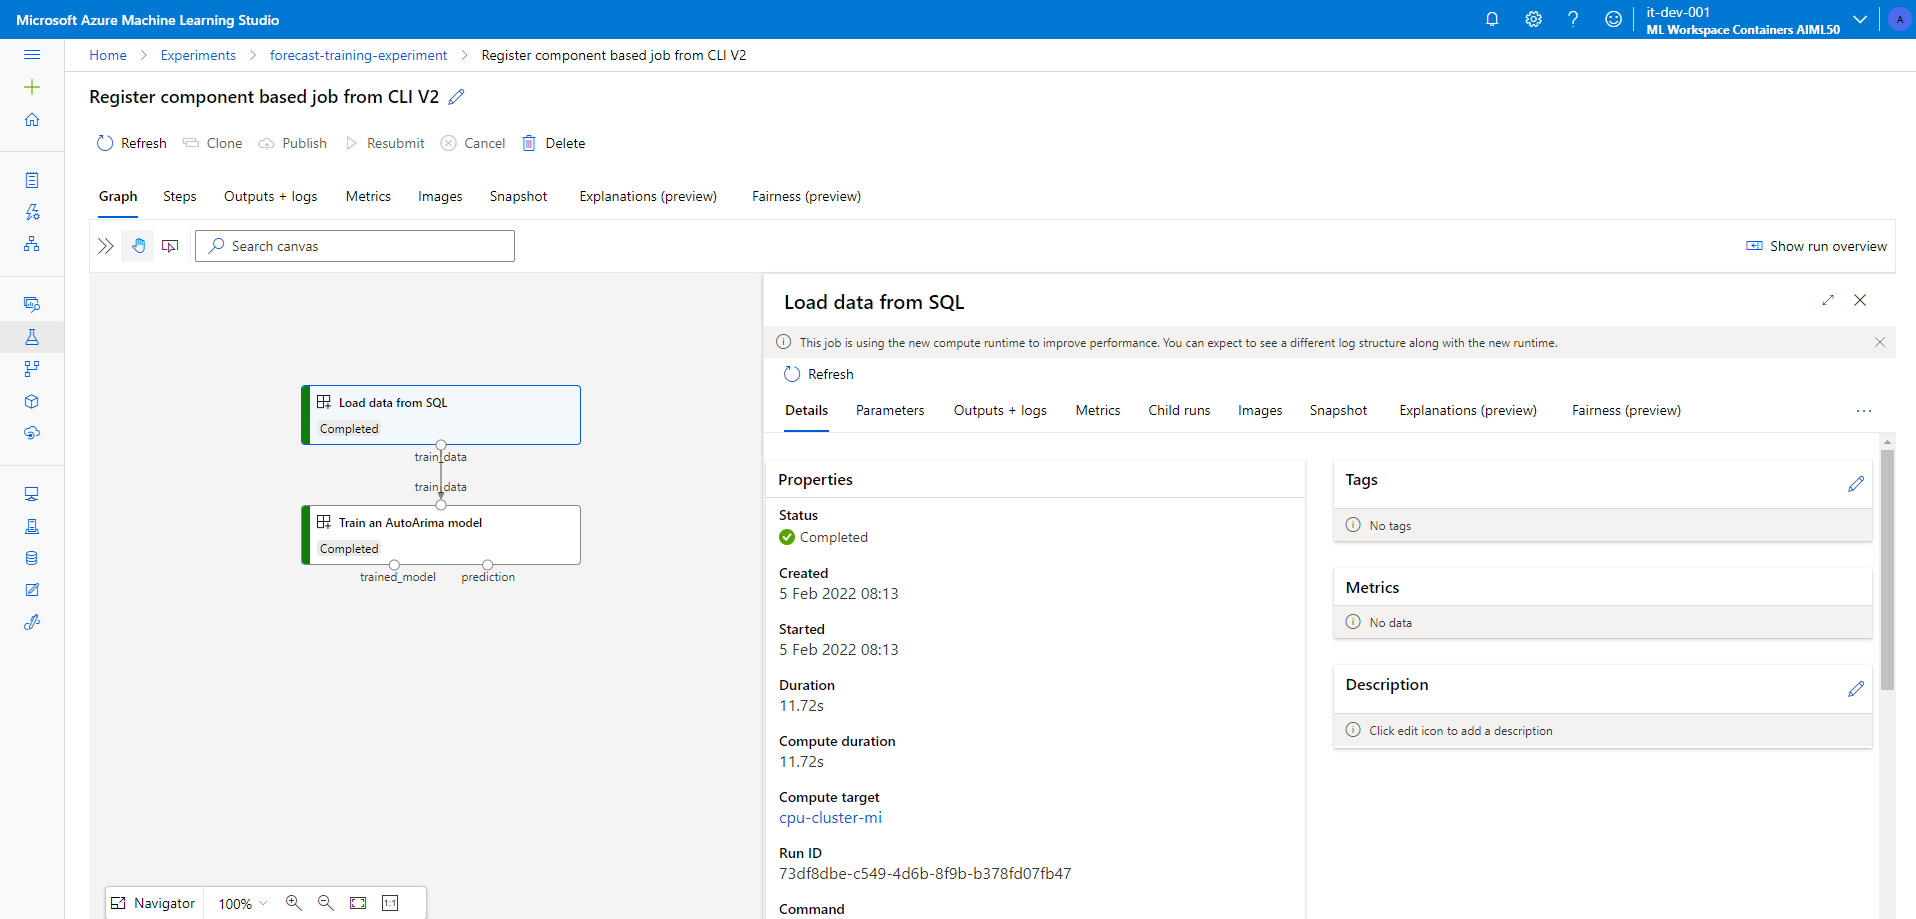 Microsoft Azure Machine Learning Studio
it-dev-001
ML Workspace Containers AIML50
A
Home > Experiments > forecast-training-experiment > Register component based job from CLI V2
Register component based job from CLI V2
Refresh Clone Publish Resubmit Cancel Delete
Graph Steps Outputs + logs Metrics Images Snapshot Explanations (preview) Fairness (preview)
Search canvas
Show run overview
Load data from SQL
Completed
train_data
train_data
Train an AutoArima model
Completed
trained_model prediction
Navigator 100% 1:1
Load data from SQL
This job is using the new compute runtime to improve performance. You can expect to see a different log structure along with the new runtime.
Refresh
Details Parameters Outputs + logs Metrics Child runs Images Snapshot Explanations (preview) Fairness (preview) ...
Properties
Status
Completed
Created
5 Feb 2022 08:13
Started
5 Feb 2022 08:13
Duration
11.72s
Compute duration
11.72s
Compute target
cpu-cluster-mi
Run ID
73df8dbe-c549-4d6b-8f9b-b378fd07fb47
Command
Tags
No tags
Metrics
No data
Description
Click edit icon to add a description